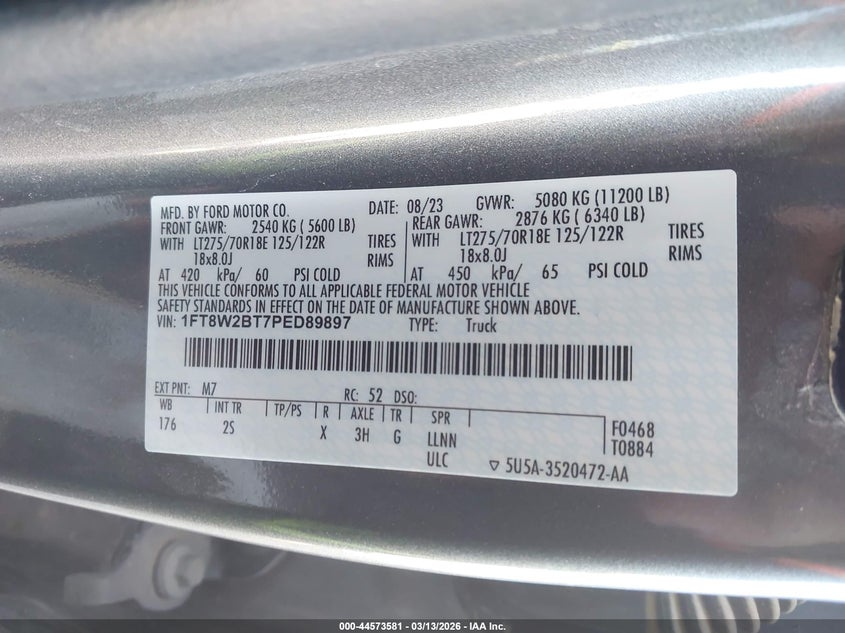 MFD. BY FORD MOTOR CO. DATE: 08/23 GVWR: 5080 KG (11200 LB)
FRONT GAWR: 2540 KG ( 5600 LB) REAR GAWR: 2876 KG ( 6340 LB)
WITH LT275/70R18E 125/122R TIRES WITH LT275/70R18E 125/122R TIRES
18x8.0J RIMS 18x8.0J RIMS
AT 420 kPa/ 60 PSI COLD AT 450 kPa/ 65 PSI COLD
THIS VEHICLE CONFORMS TO ALL APPLICABLE FEDERAL MOTOR VEHICLE
SAFETY STANDARDS IN EFFECT ON THE DATE OF MANUFACTURE SHOWN ABOVE.
VIN: 1FT8W2BT7PED89897 TYPE: Truck
EXT PNT: M7 RC: 52 DSO:
WB INT TR TP/PS R AXLE TR SPR F0468
176 2S X 3H G LLNN T0884
ULC 5U5A-3520472-AA
000-44573581 - 03/13/2026 - IAA Inc.